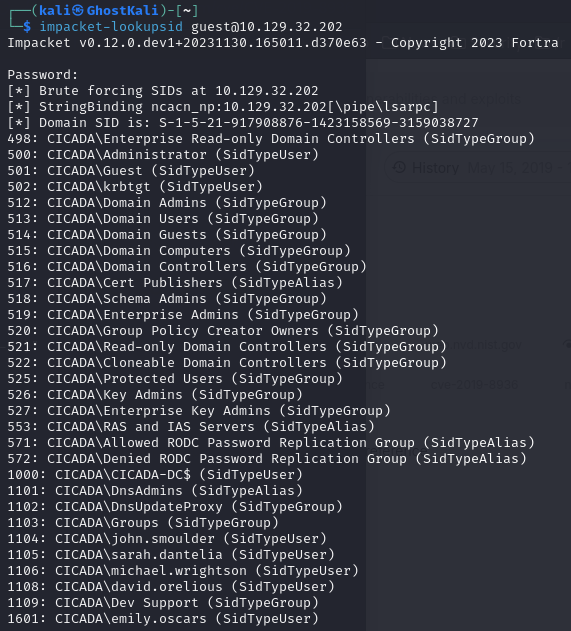 ┌──(kali㉿GhostKali)-[~]
└─$ impacket-lookupsid guest@10.129.32.202
Impacket v0.12.0.dev1+20231130.165011.d370e63 - Copyright 2023 Fortra
Password:
[*] Brute forcing SIDs at 10.129.32.202
[*] StringBinding ncacn_np:10.129.32.202[\pipe\lsarpc]
[*] Domain SID is: S-1-5-21-917908876-1423158569-3159038727
498: CICADA\Enterprise Read-only Domain Controllers (SidTypeGroup)
500: CICADA\Administrator (SidTypeUser)
501: CICADA\Guest (SidTypeUser)
History: May 15, 2019
502: CICADA\krbtgt (SidTypeUser)
512: CICADA\Domain Admins (SidTypeGroup)
513: CICADA\Domain Users (SidTypeGroup)
514: CICADA\Domain Guests (SidTypeGroup)
515: CICADA\Domain Computers (SidTypeGroup)
516: CICADA\Domain Controllers (SidTypeGroup)
517: CICADA\Cert Publishers (SidTypeAlias)
518: CICADA\Schema Admins (SidTypeGroup)
519: CICADA\Enterprise Admins (SidTypeGroup)
520: CICADA\Group Policy Creator Owners (SidTypeGroup)
521: CICADA\Read-only Domain Controllers (SidTypeGroup)
522: CICADA\Cloneable Domain Controllers (SidTypeGroup)
525: CICADA\Protected Users (SidTypeGroup)
526: CICADA\Key Admins (SidTypeGroup)
527: CICADA\Enterprise Key Admins (SidTypeGroup)
553: CICADA\RAS and IAS Servers (SidTypeAlias)
571: CICADA\Allowed RODC Password Replication Group (SidTypeAlias)
572: CICADA\Denied RODC Password Replication Group (SidTypeAlias)
1000: CICADA\CICADA-DC$ (SidTypeUser)
1101: CICADA\DnsAdmins (SidTypeAlias)
1102: CICADA\DnsUpdateProxy (SidTypeGroup)
1103: CICADA\Groups (SidTypeGroup)
1104: CICADA\john.smoulder (SidTypeUser)
1105: CICADA\sarah.dantelia (SidTypeUser)
1106: CICADA\michael.wrightson (SidTypeUser)
1108: CICADA\david.orelious (SidTypeUser)
1109: CICADA\Dev Support (SidTypeGroup)
1601: CICADA\emily.oscars (SidTypeUser)